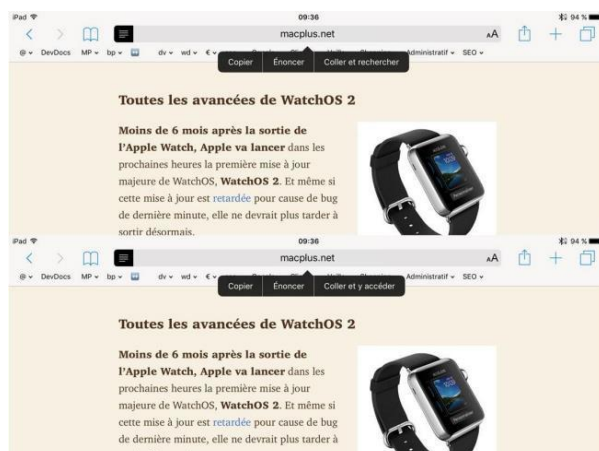 iPad 09:36 94 %
macplus.net AA
@ DevDocs MP bp dv wd € Administratif SEO
Copier Énoncer Coller et rechercher
Toutes les avancées de WatchOS 2
Moins de 6 mois après la sortie de
l'Apple Watch, Apple va lancer dans les
prochaines heures la première mise à jour
majeure de WatchOS, WatchOS 2. Et même si
cette mise à jour est retardée pour cause de bug
de dernière minute, elle ne devrait plus tarder à
sortir désormais.
iPad 09:36 94 %
macplus.net AA
@ DevDocs MP bp dv wd € Administratif SEO
Copier Énoncer Coller et y accéder
Toutes les avancées de WatchOS 2
Moins de 6 mois après la sortie de
l'Apple Watch, Apple va lancer dans les
prochaines heures la première mise à jour
majeure de WatchOS, WatchOS 2. Et même si
cette mise à jour est retardée pour cause de bug
de dernière minute, elle ne devrait plus tarder à